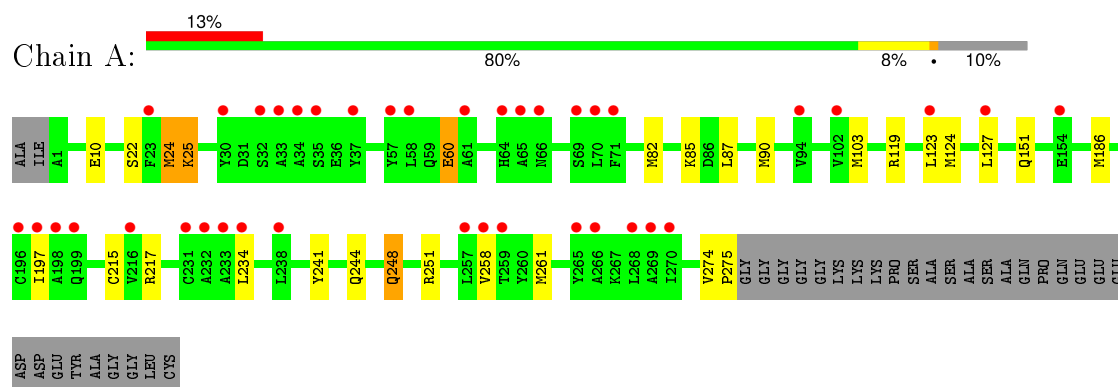 13%
Chain A:
80% 8% • 10%
ALA ILE A1 E10 S22 F23 M24 K25 Y30 D31 S32 A33 A34 S35 E36 Y37 Y57 L58 Q59 E60 A61 H64 A65 N66 S69 L70 F71 M82 K85 D86 L87 M90 V94 V102 M103 R119 L123 M124 L127 Q151 E154 M186
C196 I197 A198 Q199 C215 V216 R217 C231 A232 A233 L234 L238 Y241 Q244 Q248 R251 L257 V258 T259 Y260 M261 Y265 A266 K267 L268 A269 I270 V274 P275 GLY GLY GLY GLY GLY LYS LYS LYS PRO SER ALA SER ALA SER ALA GLN PRO GLN GLU GLU GLU
ASP ASP GLU TYR ALA GLY GLY LEU CYS